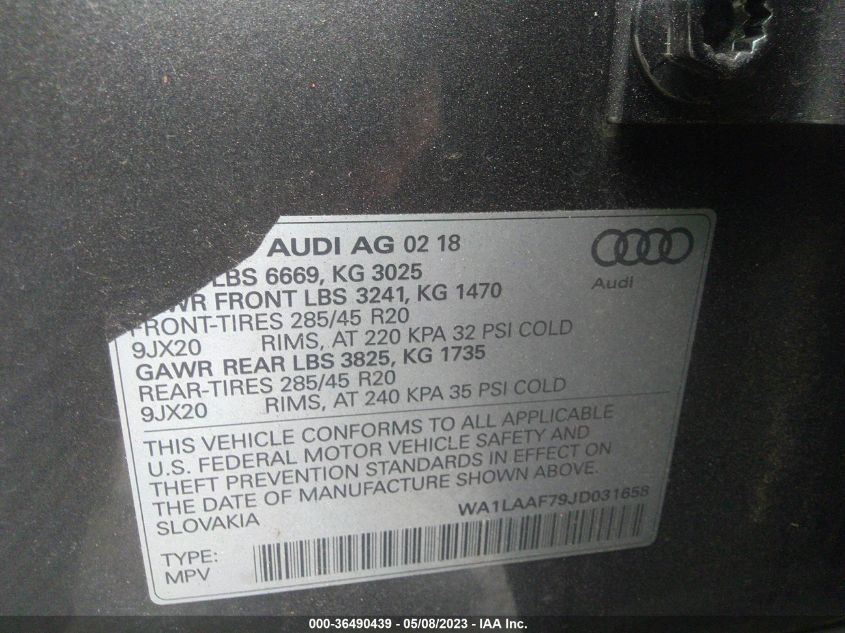 AUDI AG 02 18
Audi
LBS 6669, KG 3025
WR FRONT LBS 3241, KG 1470
FRONT-TIRES 285/45 R20
9JX20 RIMS, AT 220 KPA 32 PSI COLD
GAWR REAR LBS 3825, KG 1735
REAR-TIRES 285/45 R20
9JX20 RIMS, AT 240 KPA 35 PSI COLD
THIS VEHICLE CONFORMS TO ALL APPLICABLE
U.S. FEDERAL MOTOR VEHICLE SAFETY AND
THEFT PREVENTION STANDARDS IN EFFECT ON
THE DATE OF MANUFACTURE SHOWN ABOVE.
SLOVAKIA WA1LAAF79JD031658
TYPE:
MPV
000-36490439 - 05/08/2023 - IAA Inc.